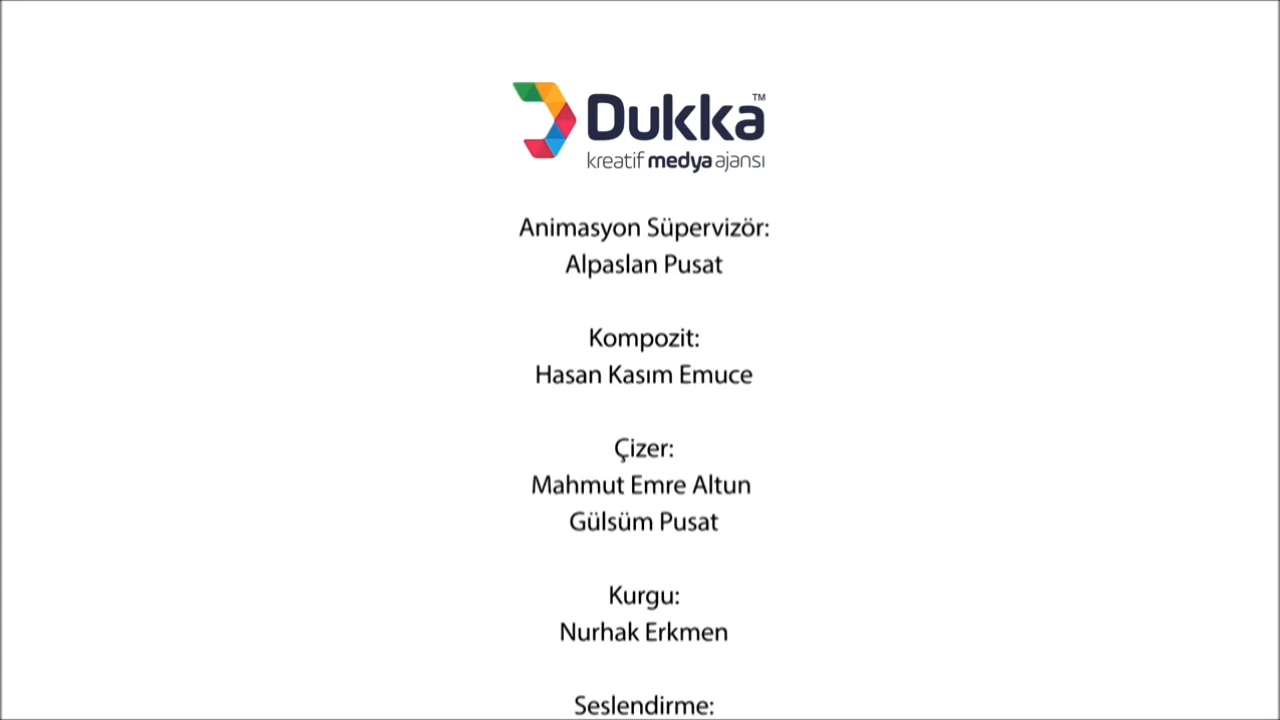 Dukka™
kreatif medya ajansı
Animasyon Süpervizör:
Alpaslan Pusat
Kompozit:
Hasan Kasım Emuce
Çizer:
Mahmut Emre Altun
Gülsüm Pusat
Kurgu:
Nurhak Erkmen
Seslendirme: